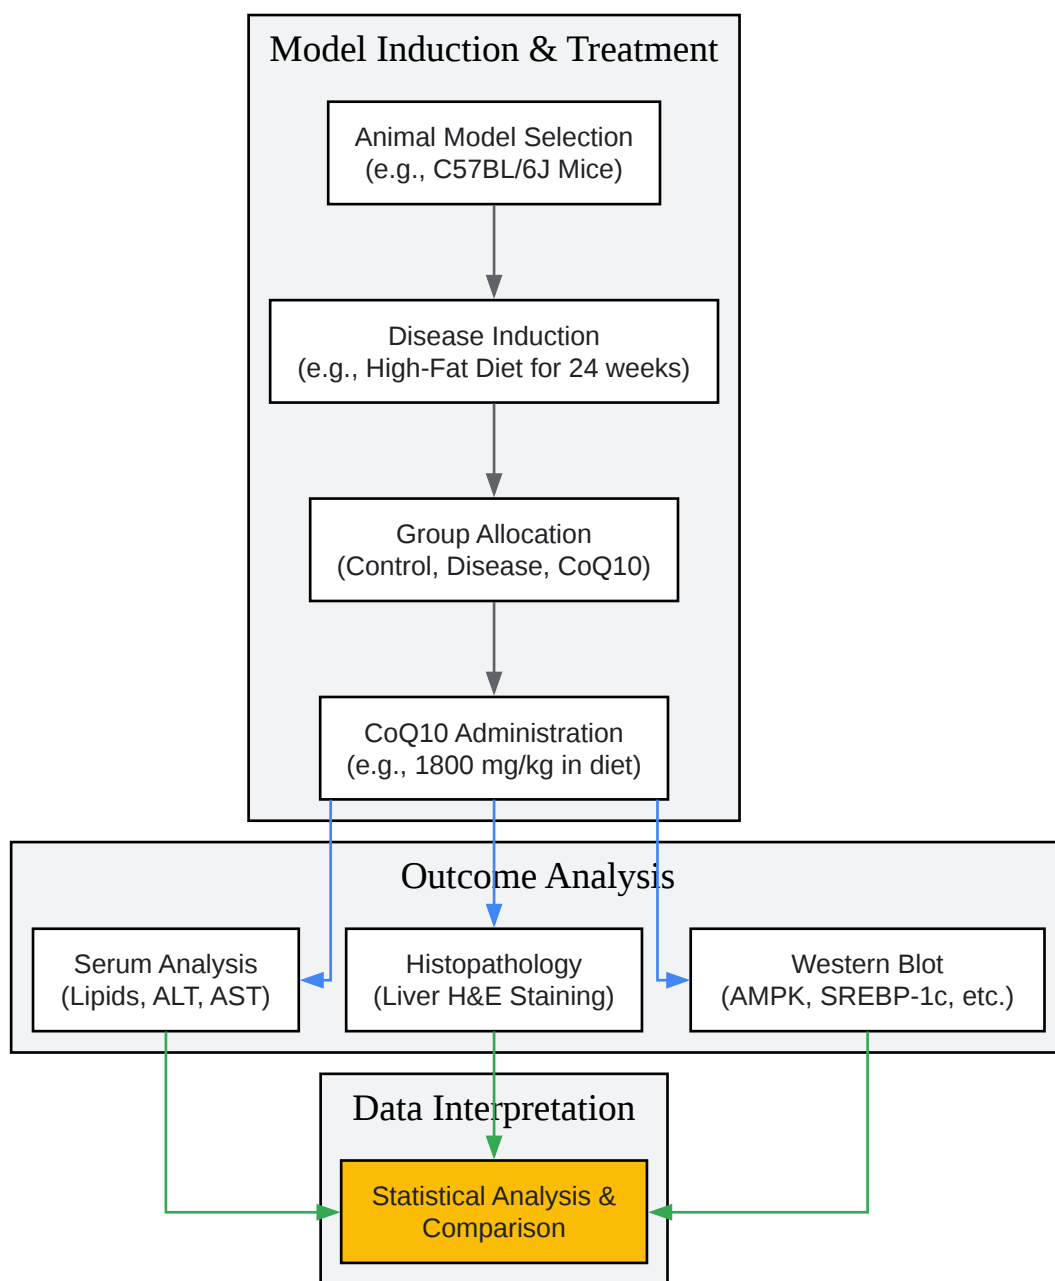 Model Induction & Treatment
Animal Model Selection
(e.g., C57BL/6J Mice)
Disease Induction
(e.g., High-Fat Diet for 24 weeks)
Group Allocation
(Control, Disease, CoQ10)
CoQ10 Administration
(e.g., 1800 mg/kg in diet)
Outcome Analysis
Serum Analysis
(Lipids, ALT, AST)
Histopathology
(Liver H&E Staining)
Western Blot
(AMPK, SREBP-1c, etc.)
Data Interpretation
Statistical Analysis &
Comparison